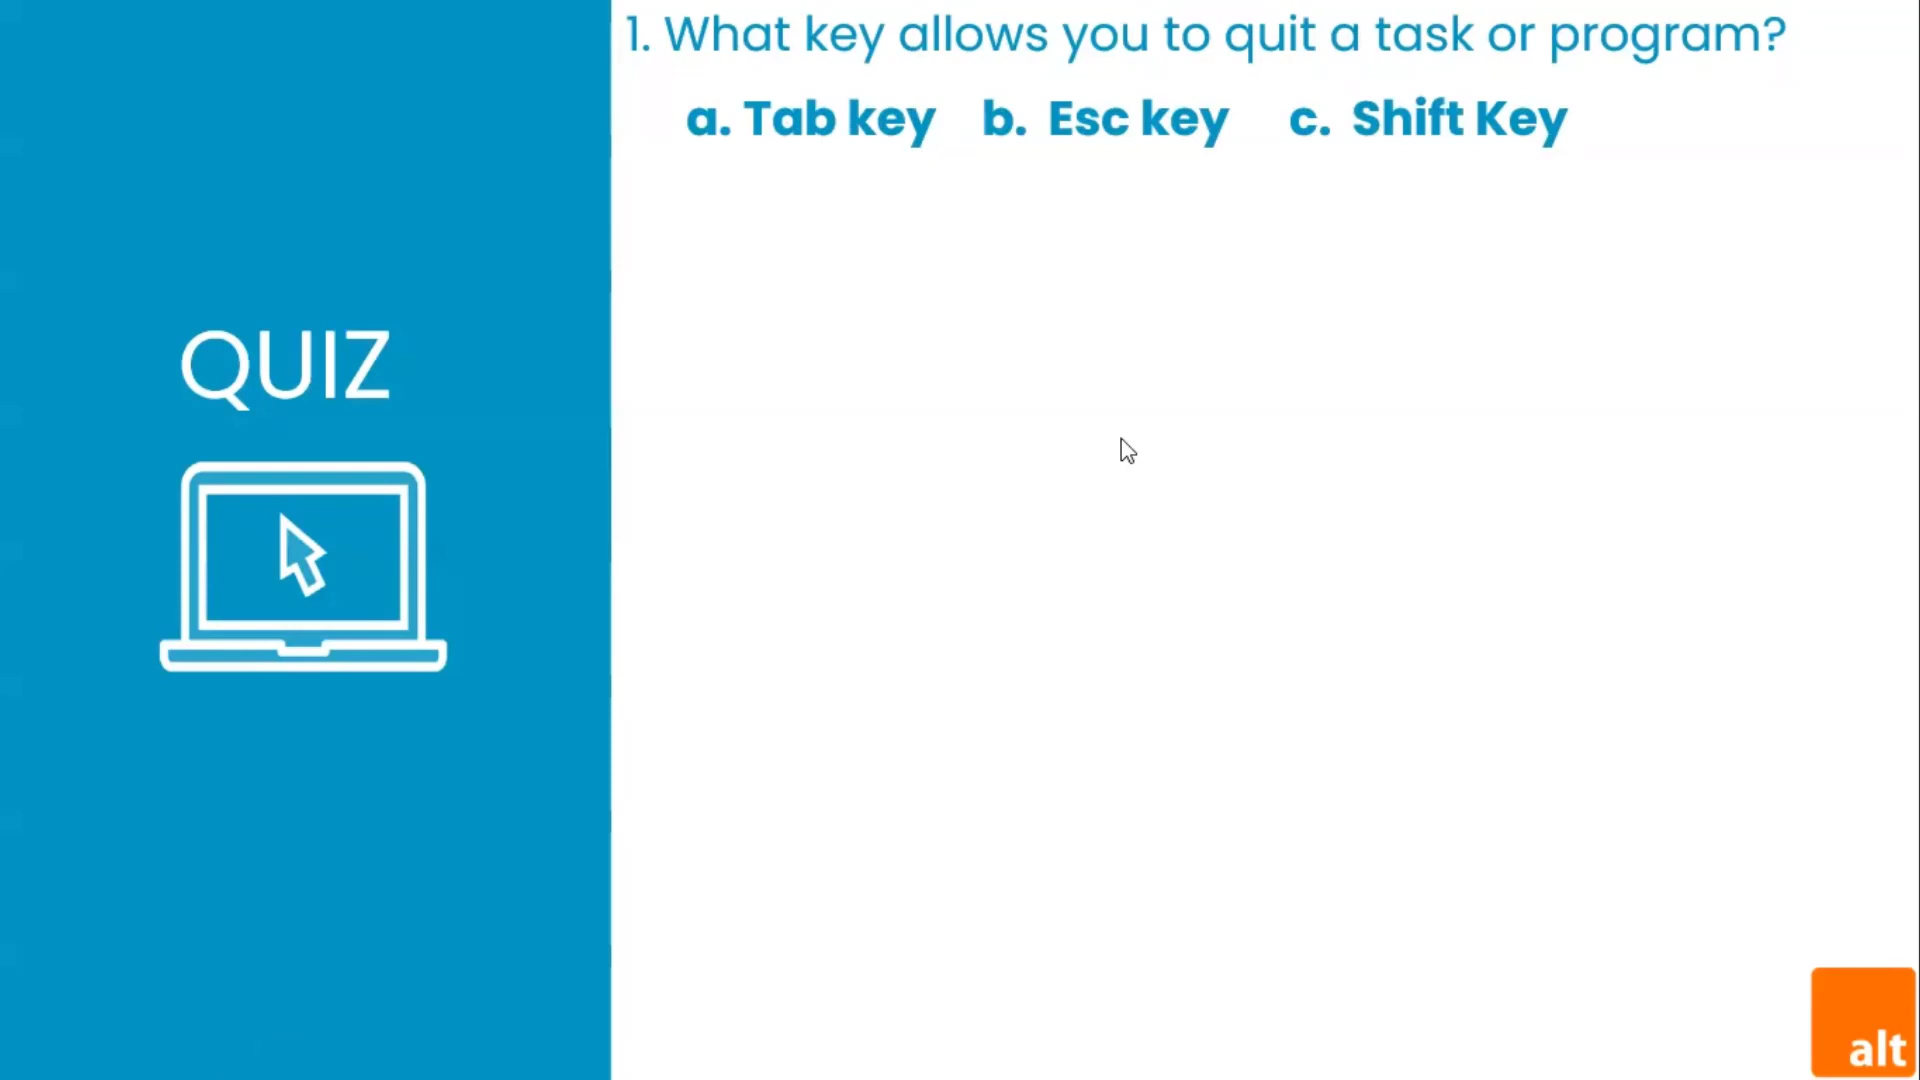 1. What key allows you to quit a task or program?
a. Tab key b. Esc key c. Shift Key
QUIZ
alt